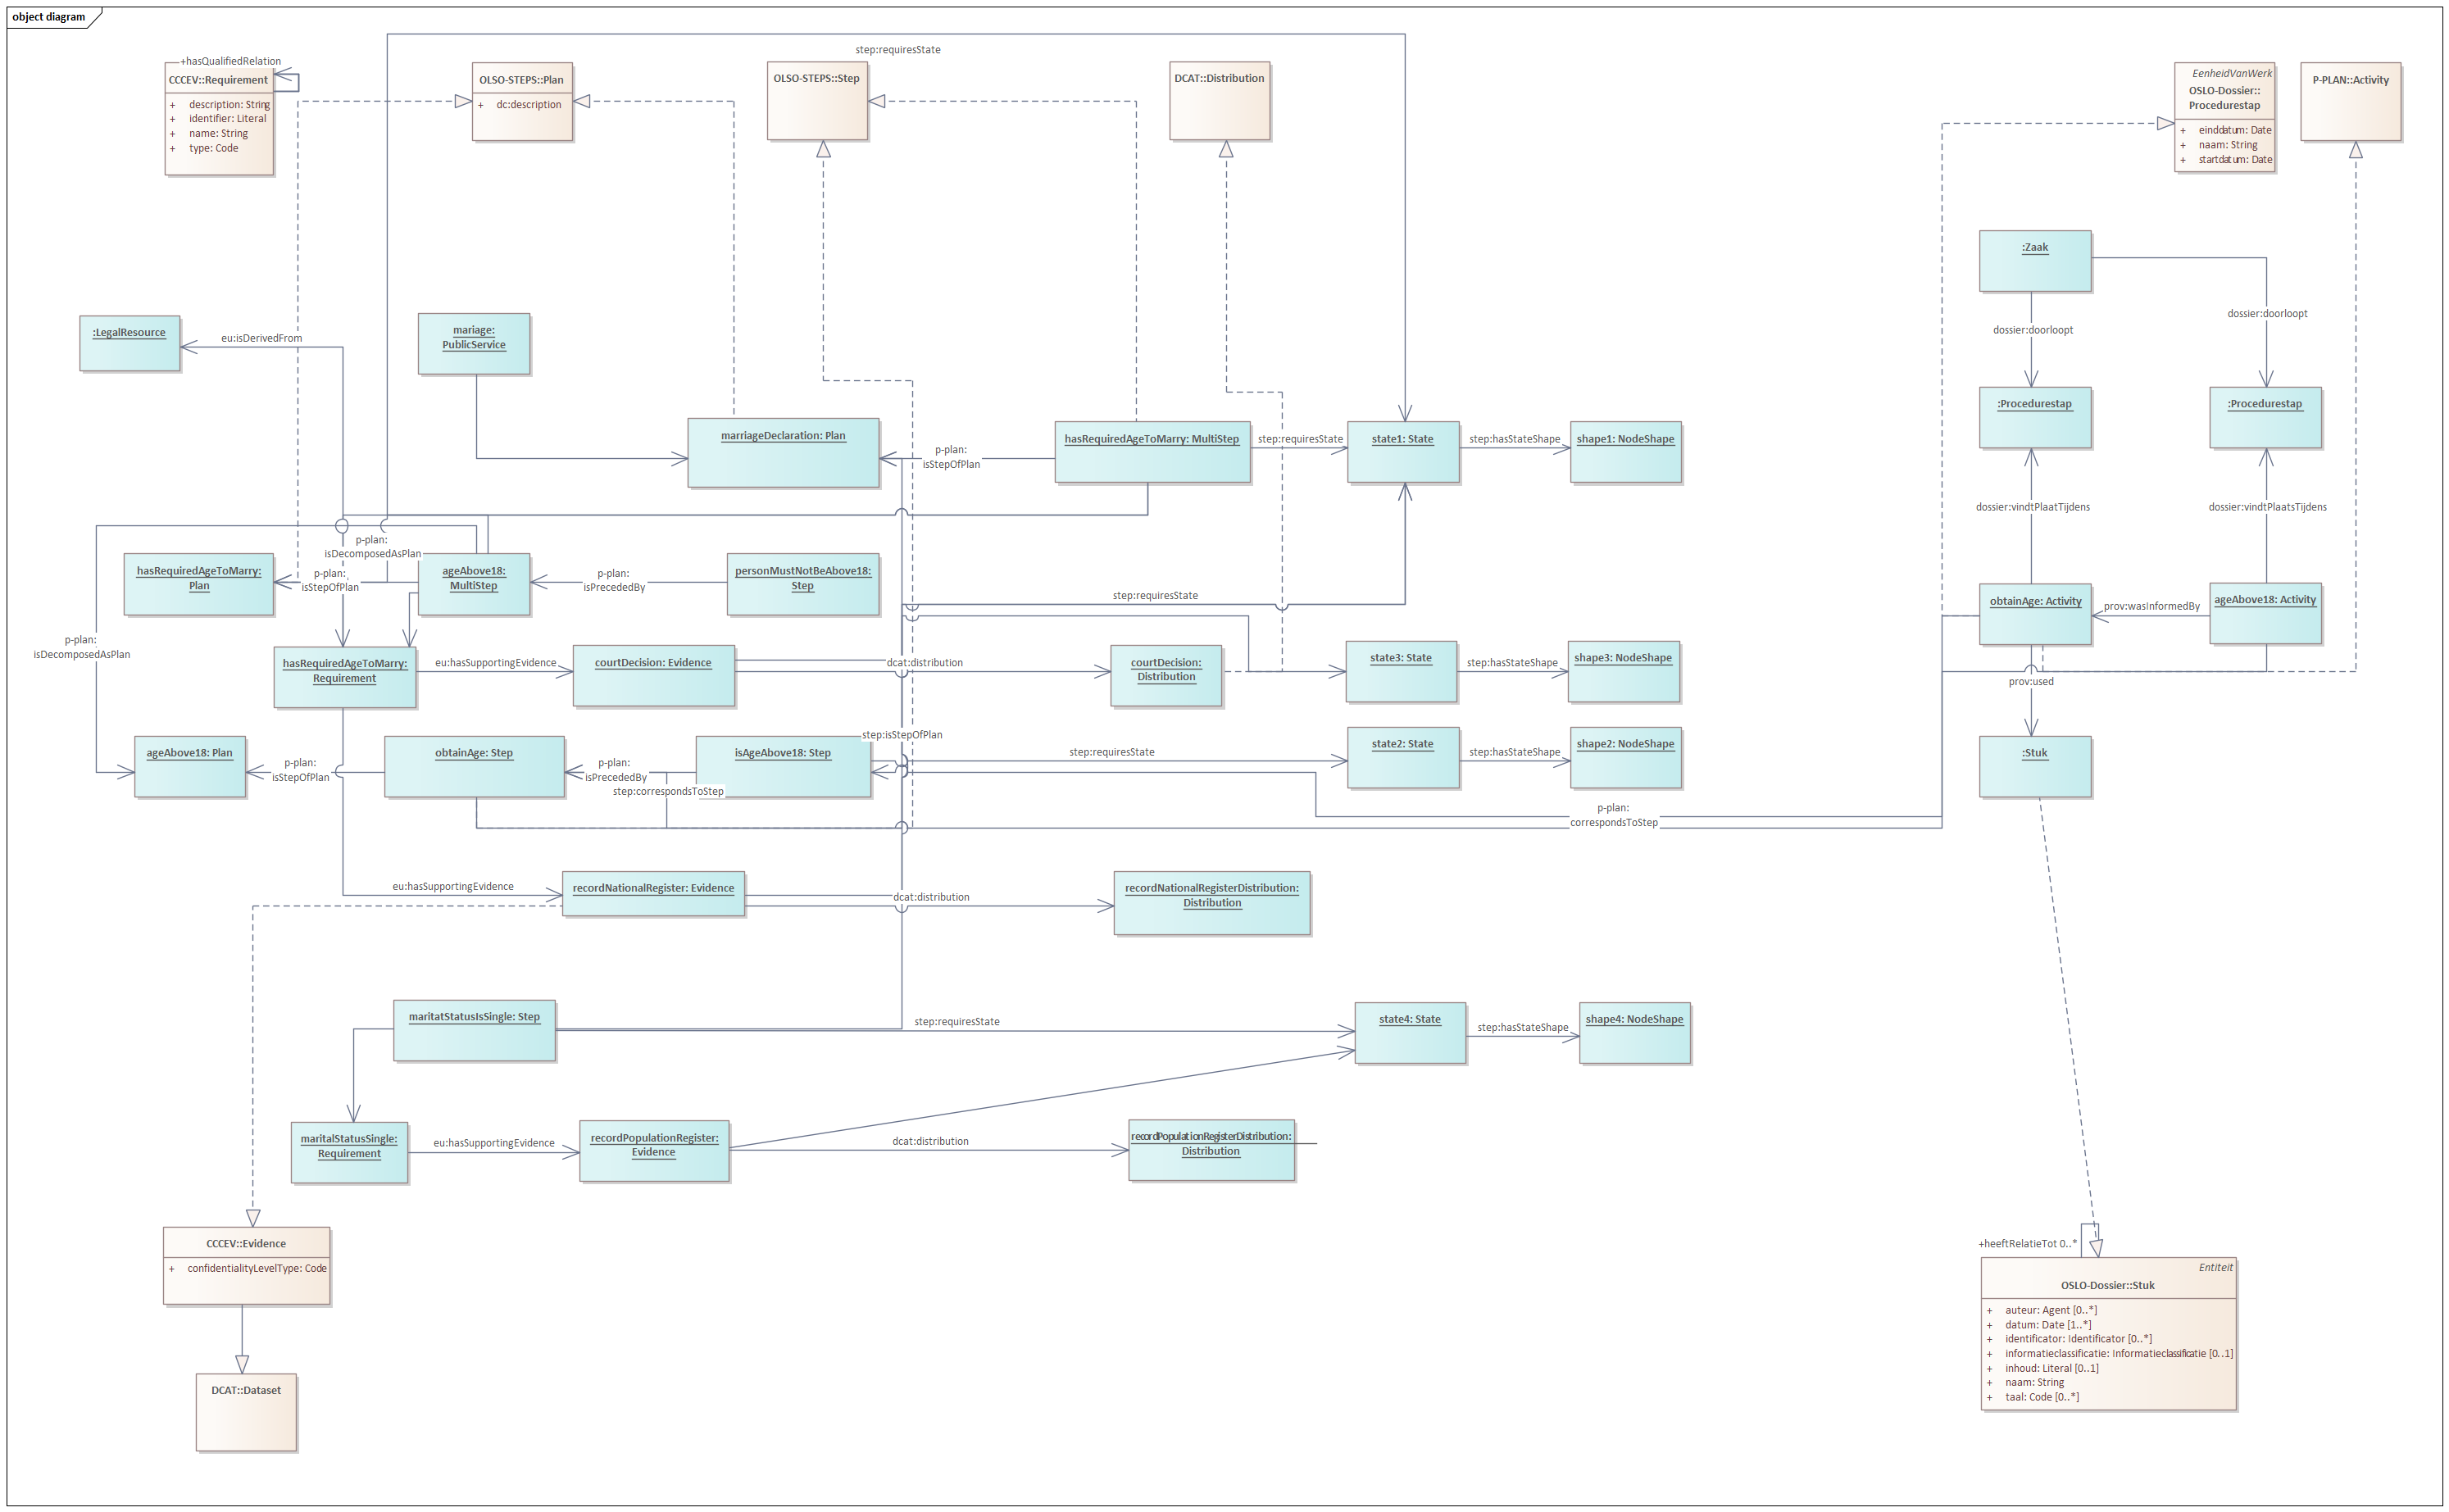 object diagram
step:requiresState
+hasQualifiedRelation
CCCEV::Requirement
+ description: String
+ identifier: Literal
+ name: String
+ type: Code
OLSO-STEPS::Plan
+ dc:description
OLSO-STEPS::Step
DCAT::Distribution
EenheidVanWerk
OSLO-Dossier::
Procedurestap
+ einddatum: Date
+ naam: String
+ startdatum: Date
P-PLAN::Activity
:Zaak
dossier:doorloopt
dossier:doorloopt
:LegalResource
eu:isDerivedFrom
mariage:
PublicService
:Procedurestap
:Procedurestap
marriageDeclaration: Plan
p-plan:
isStepOfPlan
hasRequiredAgeToMarry: MultiStep
step:requiresState
state1: State
step:hasStateShape
shape1: NodeShape
dossier:vindtPlaatTijdens
dossier:vindtPlaatsTijdens
p-plan:
isDecomposedAsPlan
hasRequiredAgeToMarry:
Plan
p-plan:
isStepOfPlan
ageAbove18:
MultiStep
p-plan:
isPrecededBy
personMustNotBeAbove18:
Step
step:requiresState
obtainAge: Activity
prov:wasInformedBy
ageAbove18: Activity
p-plan:
isDecomposedAsPlan
hasRequiredAgeToMarry:
Requirement
eu:hasSupportingEvidence
courtDecision: Evidence
dcat:distribution
courtDecision:
Distribution
state3: State
step:hasStateShape
shape3: NodeShape
prov:used
step:isStepOfPlan
ageAbove18: Plan
p-plan:
isStepOfPlan
obtainAge: Step
p-plan:
isPrecededBy
step:correspondsToStep
isAgeAbove18: Step
step:requiresState
state2: State
step:hasStateShape
shape2: NodeShape
:Stuk
p-plan:
correspondsToStep
eu:hasSupportingEvidence
recordNationalRegister: Evidence
dcat:distribution
recordNationalRegisterDistribution:
Distribution
maritatStatusIsSingle: Step
step:requiresState
state4: State
step:hasStateShape
shape4: NodeShape
maritalStatusSingle:
Requirement
eu:hasSupportingEvidence
recordPopulationRegister:
Evidence
dcat:distribution
recordPopulationRegisterDistribution:
Distribution
CCCEV::Evidence
+ confidentialityLevelType: Code
DCAT::Dataset
+heeftRelatieTot 0..*
Entiteit
OSLO-Dossier::Stuk
+ auteur: Agent [0..*]
+ datum: Date [1..*]
+ identificator: Identificator [0..*]
+ informatieclassificatie: Informatieclassificatie [0..1]
+ inhoud: Literal [0..1]
+ naam: String
+ taal: Code [0..*]